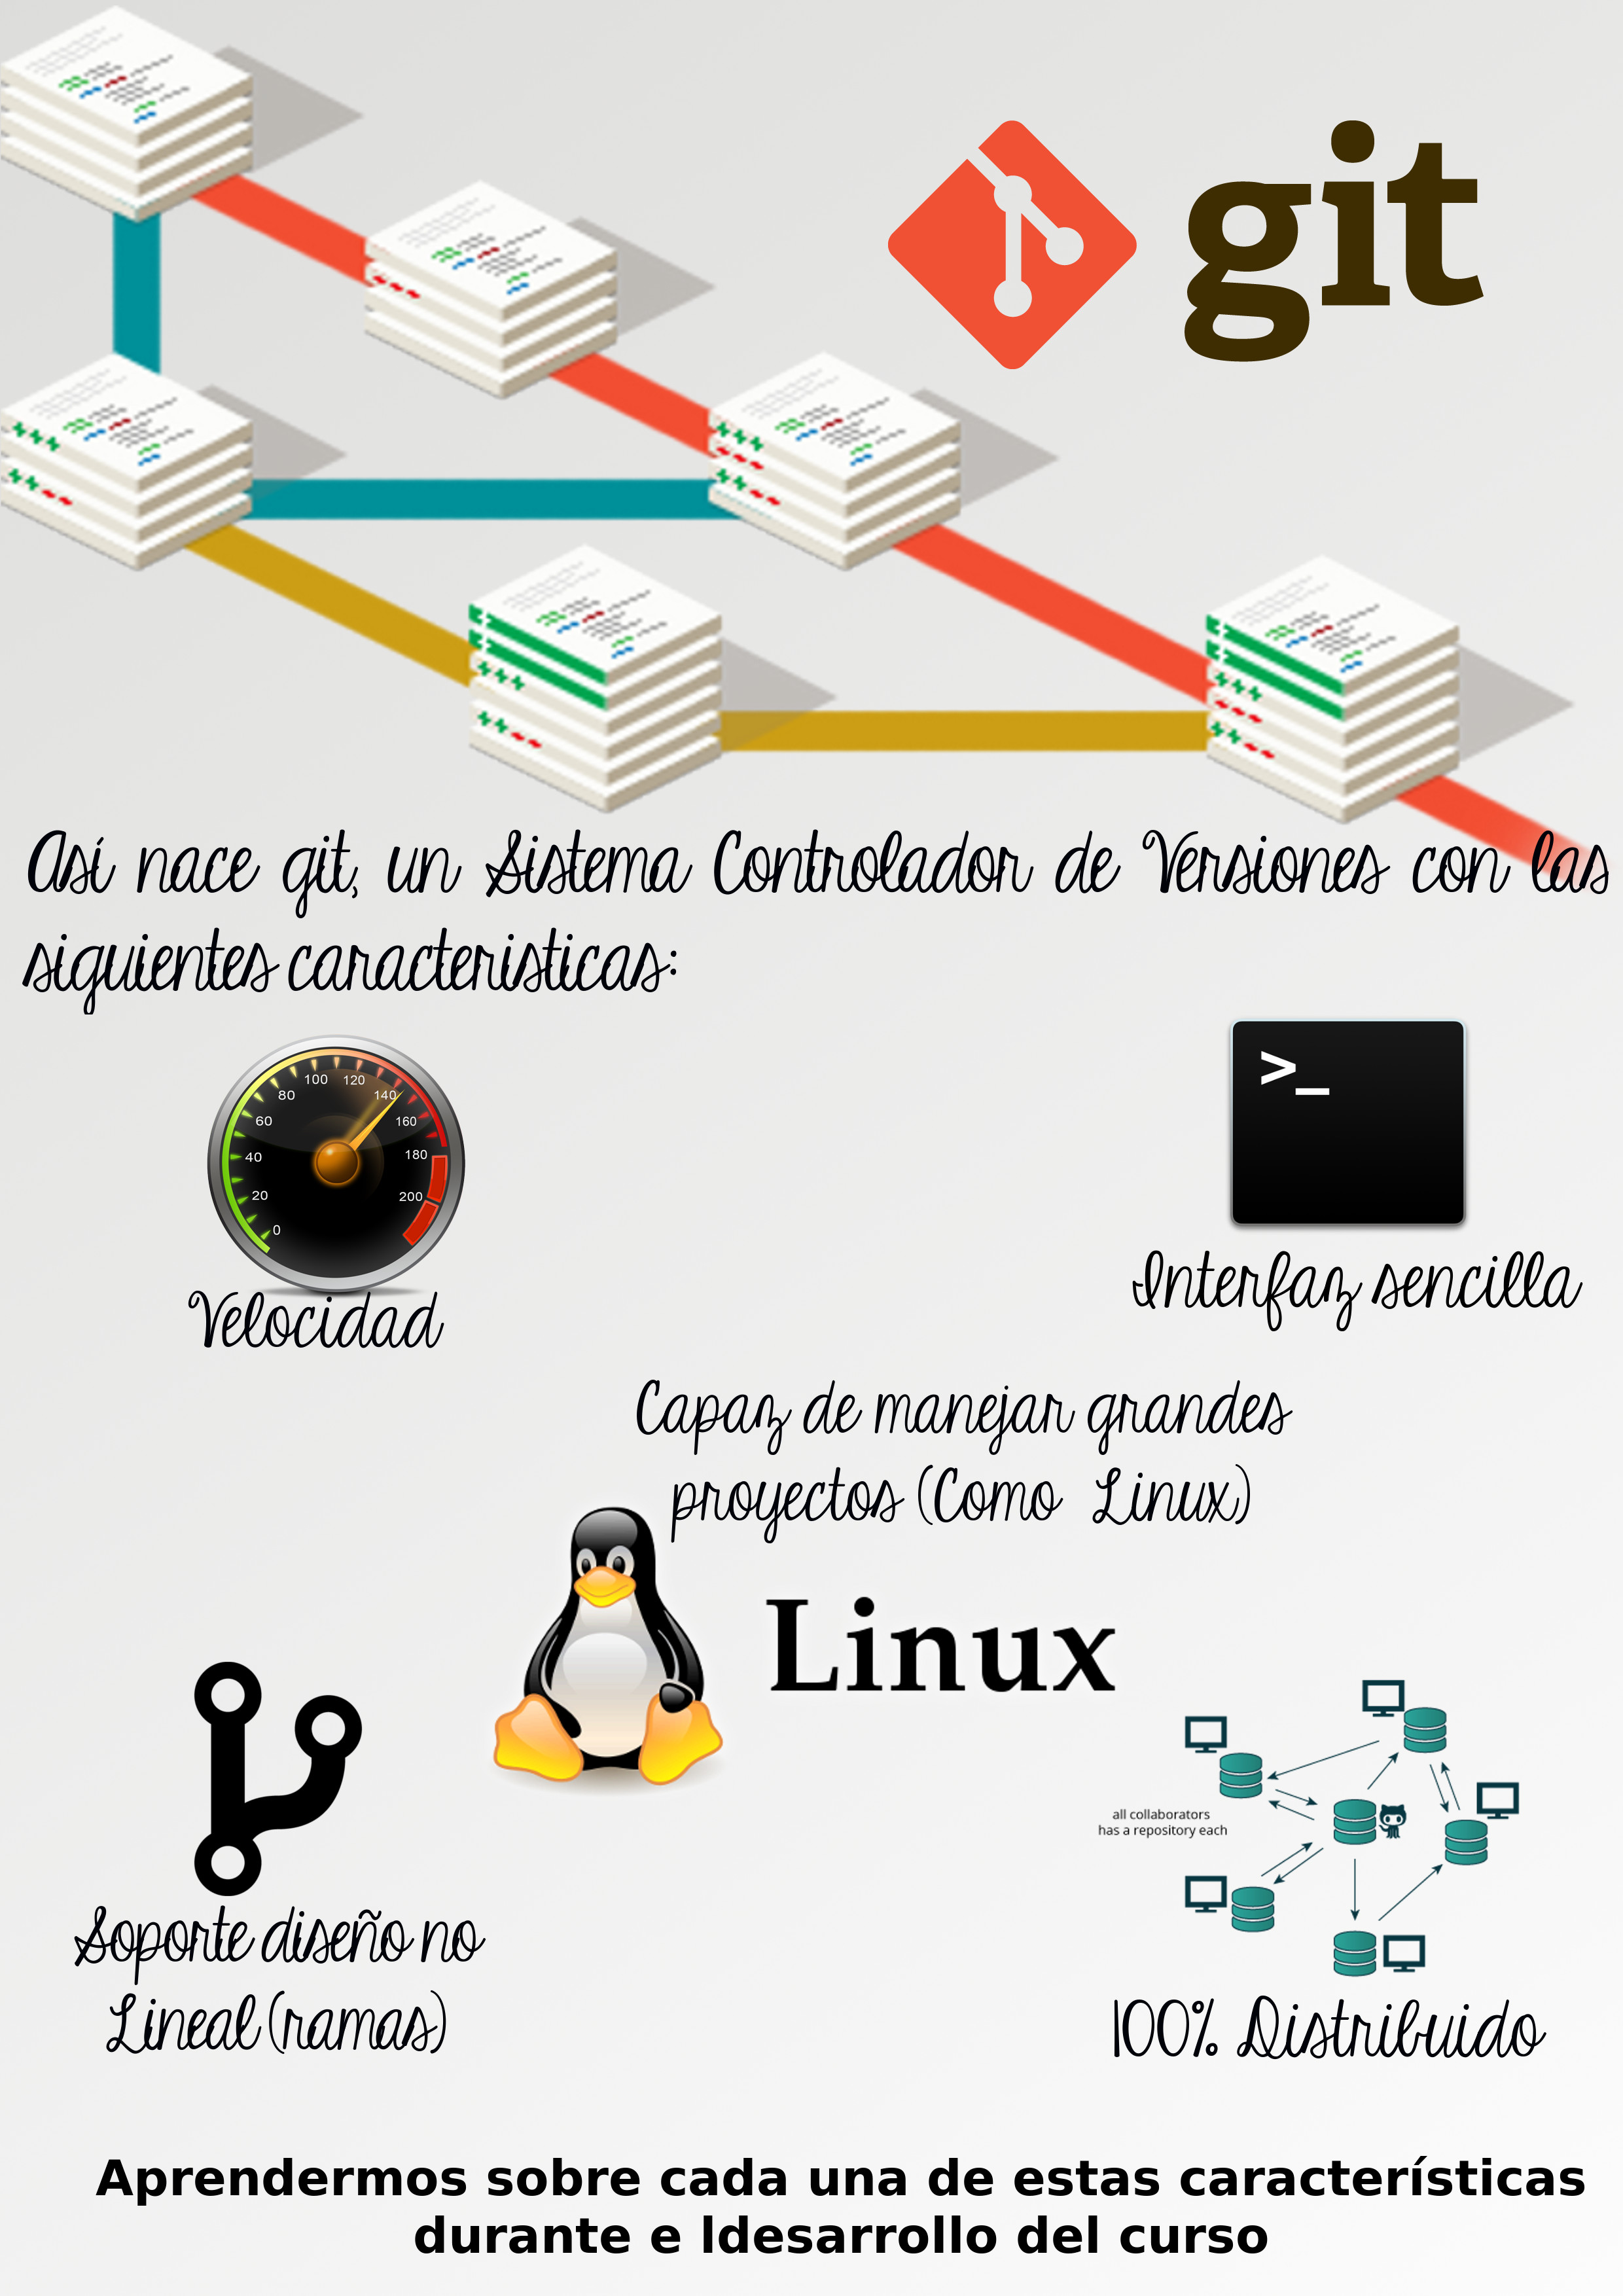 git
Así nace git, un Sistema Controlador de Versiones con las
siguientes caracteristicas:
0
20
40
60
80
100
120
140
160
180
200
Velocidad
>_
Interfaz sencilla
Capaz de manejar grandes
proyectos (Como Linux)
Linux
all collaborators
has a repository each
Soporte diseño no
Lineal (ramas)
100% Distribuido
Aprendermos sobre cada una de estas características
durante e ldesarrollo del curso